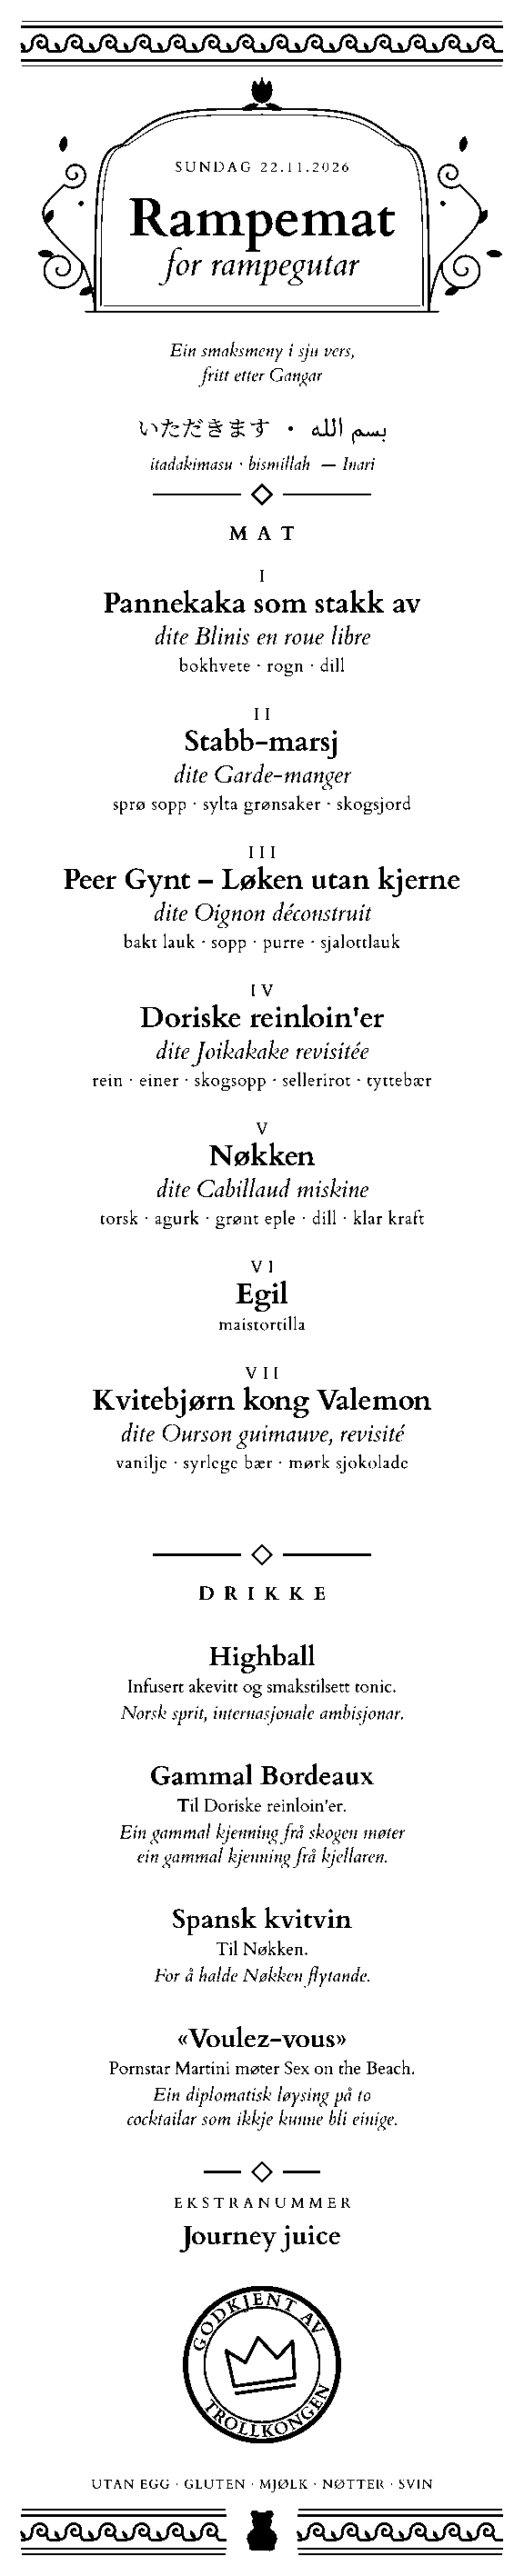 SUNDAG 22.11.2026
Rampemat
for rampegutar
Ein smaksmeny i sju vers,
fritt etter Gangar
いただきます • بسم الله
itadakimasu · bismillah — Inari
MAT
I
Pannekaka som stakk av
dite Blinis en roue libre
bokhvete · rogn · dill
II
Stabb-marsj
dite Garde-manger
sprø sopp · sylta grønsaker · skogsjord
III
Peer Gynt – Løken utan kjerne
dite Oignon déconstruit
bakt lauk · sopp · purre · sjalottlauk
IV
Doriske reinloin'er
dite Joikakake revisitée
rein · einer · skogsopp · sellerirot · tyttebær
V
Nøkken
dite Cabillaud miskine
torsk · agurk · grønt eple · dill · klar kraft
VI
Egil
maistortilla
VII
Kvitebjørn kong Valemon
dite Ourson guimauve, revisité
vanilje · syrlege bær · mørk sjokolade
DRIKKE
Highball
Infusert akevitt og smakstilsett tonic.
Norsk sprit, internasjonale ambisjonar.
Gammal Bordeaux
Til Doriske reinloin'er.
Ein gammal kjenning frå skogen møter
ein gammal kjenning frå kjellaren.
Spansk kvitvin
Til Nøkken.
For å halde Nøkken flytande.
«Voulez-vous»
Pornstar Martini møter Sex on the Beach.
Ein diplomatisk løysing på to
cocktailar som ikkje kunne bli einige.
EKSTRANUMMER
Journey juice
GODKJENT AV
TROLLKONGEN
UTAN EGG · GLUTEN · MJØLK · NØTTER · SVIN